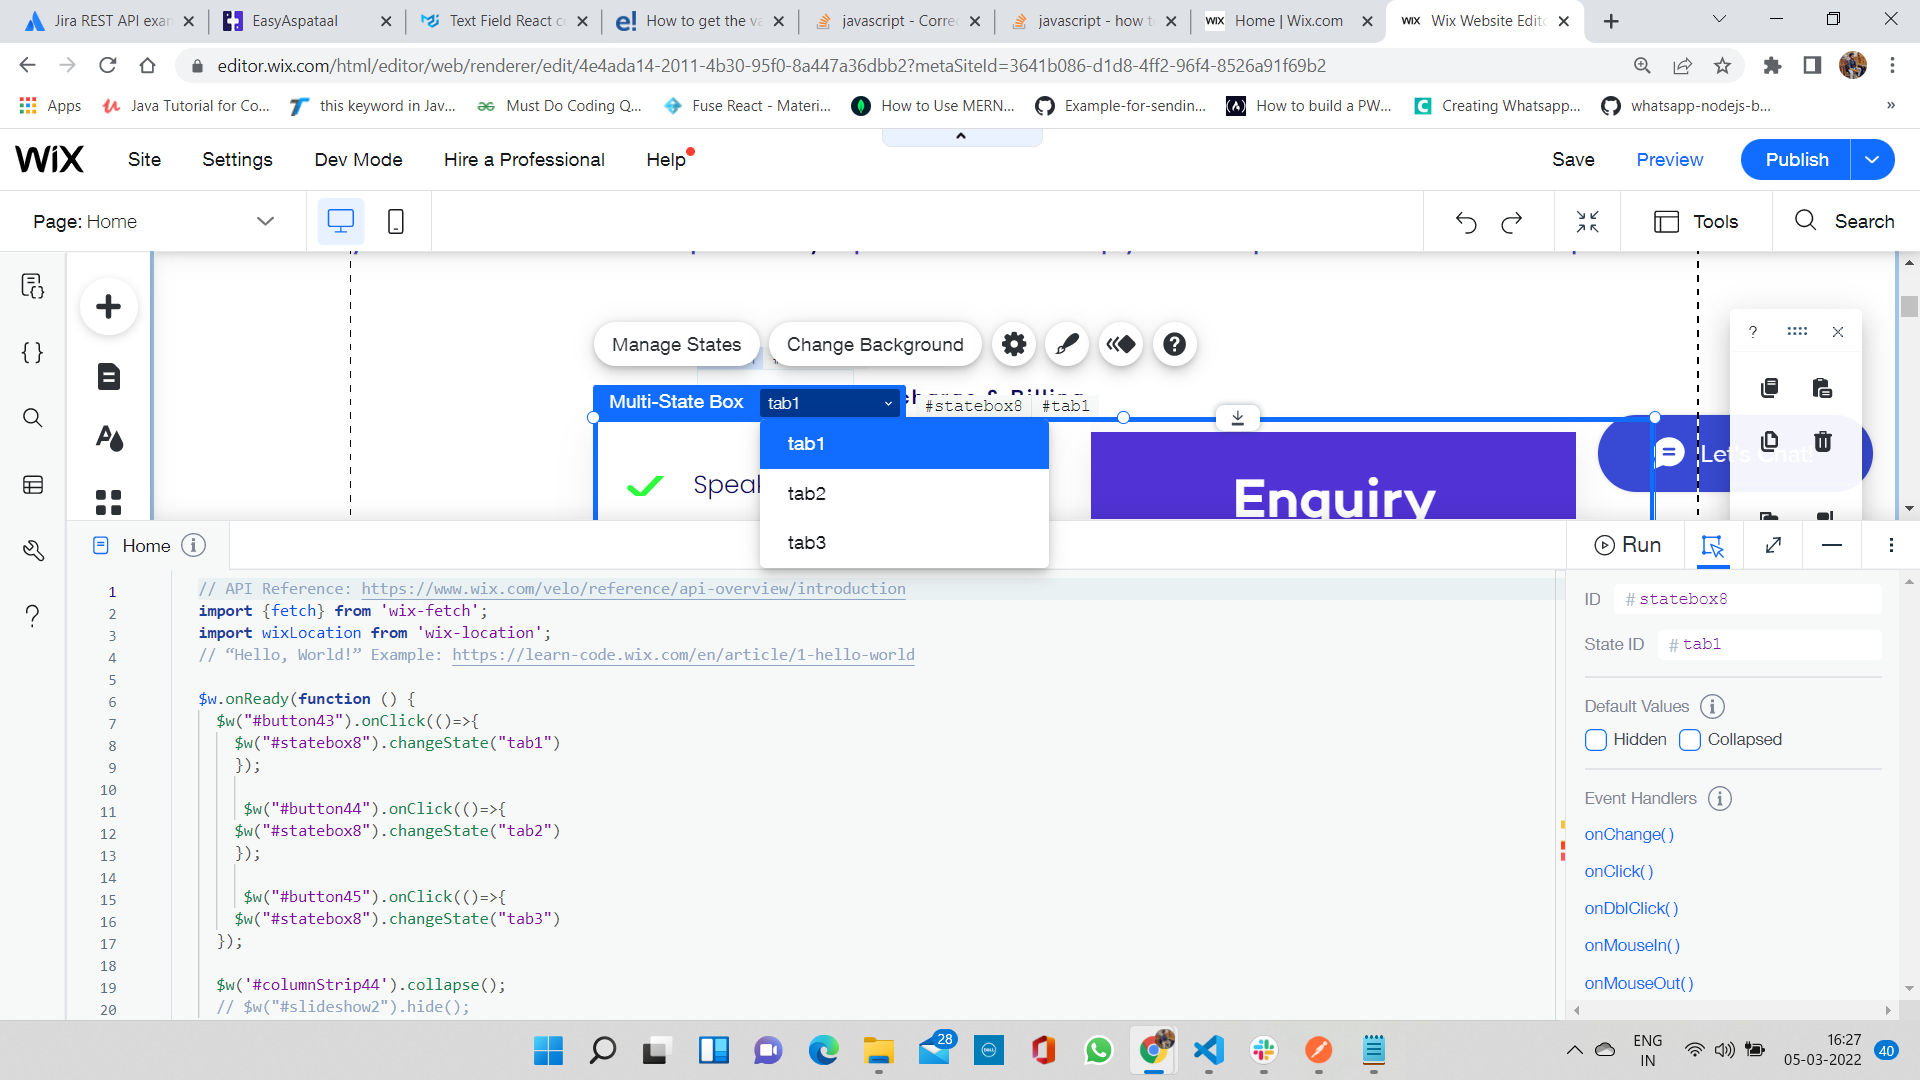 Jira REST API exam
EasyAspataal
Text Field React co
How to get the va
javascript - Correc
javascript - how to
WiX Home | Wix.com
WiX Wix Website Edito
editor.wix.com/html/editor/web/renderer/edit/4e4ada14-2011-4b30-95f0-8a447a36dbb2?metaSiteId=3641b086-d1d8-4ff2-96f4-8526a91f69b2
Apps
Java Tutorial for Co...
this keyword in Jav...
Must Do Coding Q...
Fuse React - Materi...
How to Use MERN...
Example-for-sendin...
How to build a PW...
Creating Whatsapp...
whatsapp-nodejs-b...
»
WiX Site Settings Dev Mode Hire a Professional Help Save Preview Publish
Page: Home Tools Search
Manage States Change Background
charge & Billing
Multi-State Box tab1 #statebox8 #tab1
tab1
tab2
tab3
Speak
Enquiry
Let's Chat!
Home Run
1 // API Reference: https://www.wix.com/velo/reference/api-overview/introduction
2 import {fetch} from 'wix-fetch';
3 import wixLocation from 'wix-location';
4 // “Hello, World!” Example: https://learn-code.wix.com/en/article/1-hello-world
5
6 $w.onReady(function () {
7 $w("#button43").onClick(()=>{
8 $w("#statebox8").changeState("tab1")
9 });
10
11 $w("#button44").onClick(()=>{
12 $w("#statebox8").changeState("tab2")
13 });
14
15 $w("#button45").onClick(()=>{
16 $w("#statebox8").changeState("tab3")
17 });
18
19 $w('#columnStrip44').collapse();
20 // $w("#slideshow2").hide();
ID # statebox8
State ID # tab1
Default Values
Hidden Collapsed
Event Handlers
onChange()
onClick()
onDblClick()
onMouseIn()
onMouseOut()
28
DELL
ENG
IN
16:27
05-03-2022
40